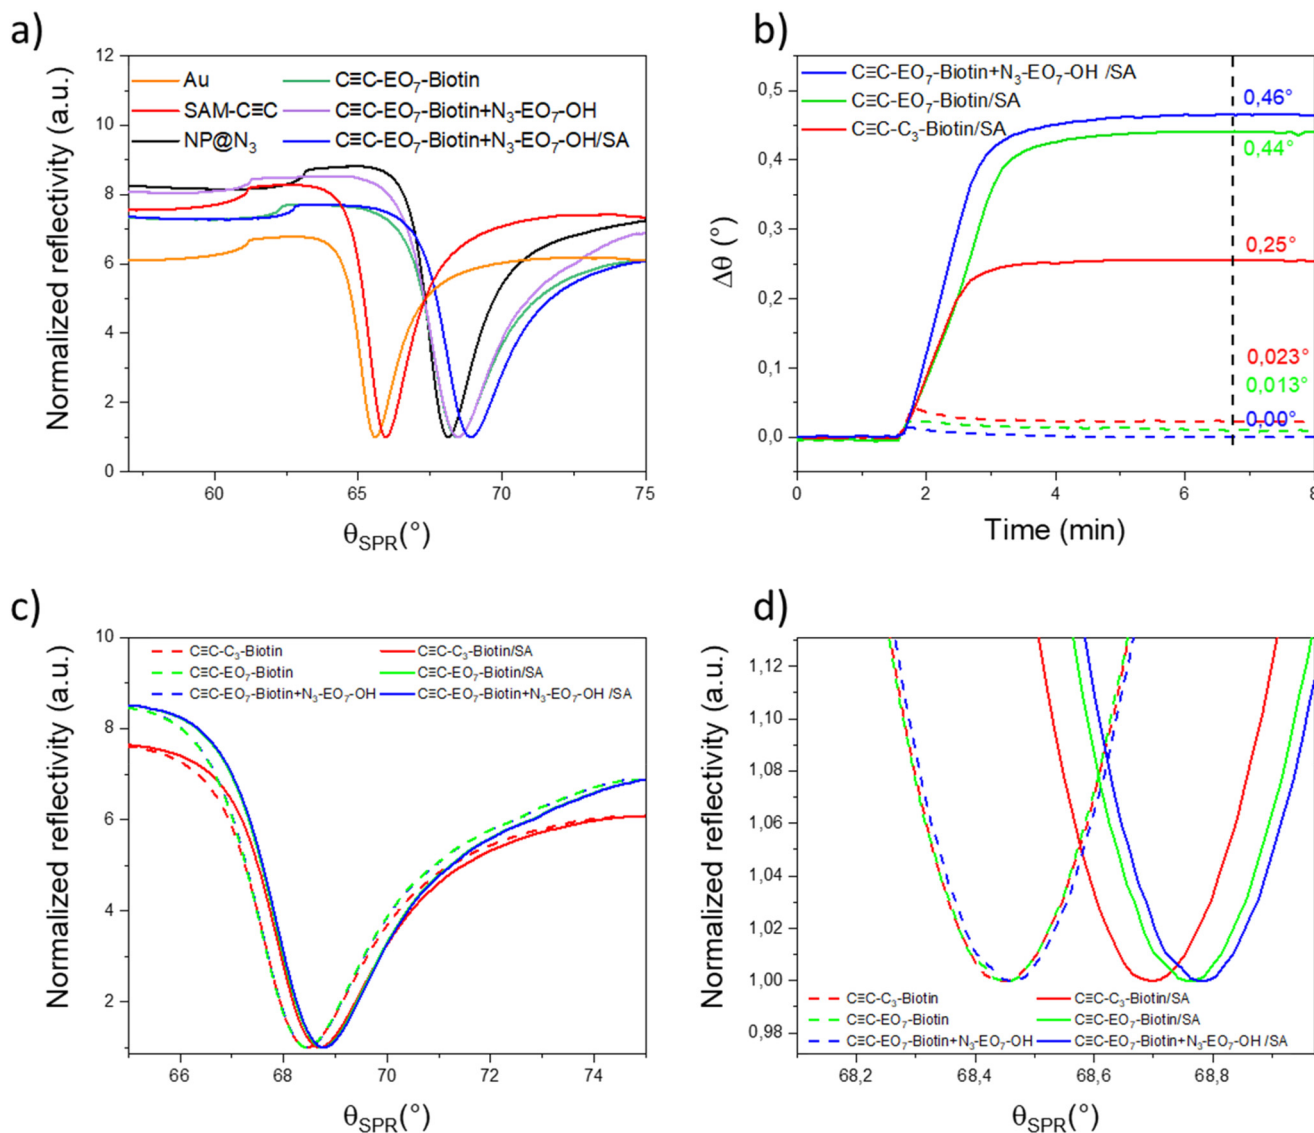 a)
12
10
8
6
4
2
0
Normalized reflectivity (a.u.)
Au
SAM-C≡C
NP@N₃
C≡C-EO₇-Biotin
C≡C-EO₇-Biotin+N₃-EO₇-OH
C≡C-EO₇-Biotin+N₃-EO₇-OH/SA
60
65
70
75
θSPR(°)
b)
0,5
0,4
0,3
0,2
0,1
0,0
Δθ (°)
C≡C-EO₇-Biotin+N₃-EO₇-OH /SA
C≡C-EO₇-Biotin/SA
C≡C-C₃-Biotin/SA
0,46°
0,44°
0,25°
0,023°
0,013°
0,00°
0
2
4
6
8
Time (min)
c)
10
8
6
4
2
Normalized reflectivity (a.u.)
C≡C-C₃-Biotin
C≡C-EO₇-Biotin
C≡C-EO₇-Biotin+N₃-EO₇-OH
C≡C-C₃-Biotin/SA
C≡C-EO₇-Biotin/SA
C≡C-EO₇-Biotin+N₃-EO₇-OH /SA
66
68
70
72
74
θSPR(°)
d)
1,12
1,10
1,08
1,06
1,04
1,02
1,00
0,98
Normalized reflectivity (a.u.)
C≡C-C₃-Biotin
C≡C-EO₇-Biotin
C≡C-EO₇-Biotin+N₃-EO₇-OH
C≡C-C₃-Biotin/SA
C≡C-EO₇-Biotin/SA
C≡C-EO₇-Biotin+N₃-EO₇-OH /SA
68,2
68,4
68,6
68,8
θSPR(°)